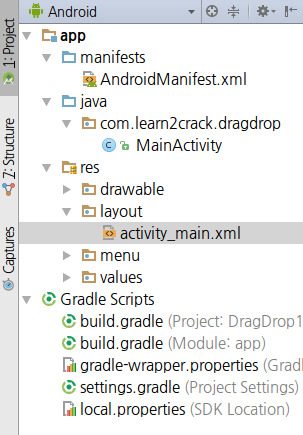 Android
1: Project
app
manifests
AndroidManifest.xml
java
com.learn2crack.dragdrop
MainActivity
res
drawable
layout
activity_main.xml
menu
values
Gradle Scripts
build.gradle (Project: DragDrop1
build.gradle (Module: app)
gradle-wrapper.properties (Grad
settings.gradle (Project Settings)
local.properties (SDK Location)
Z: Structure
Captures